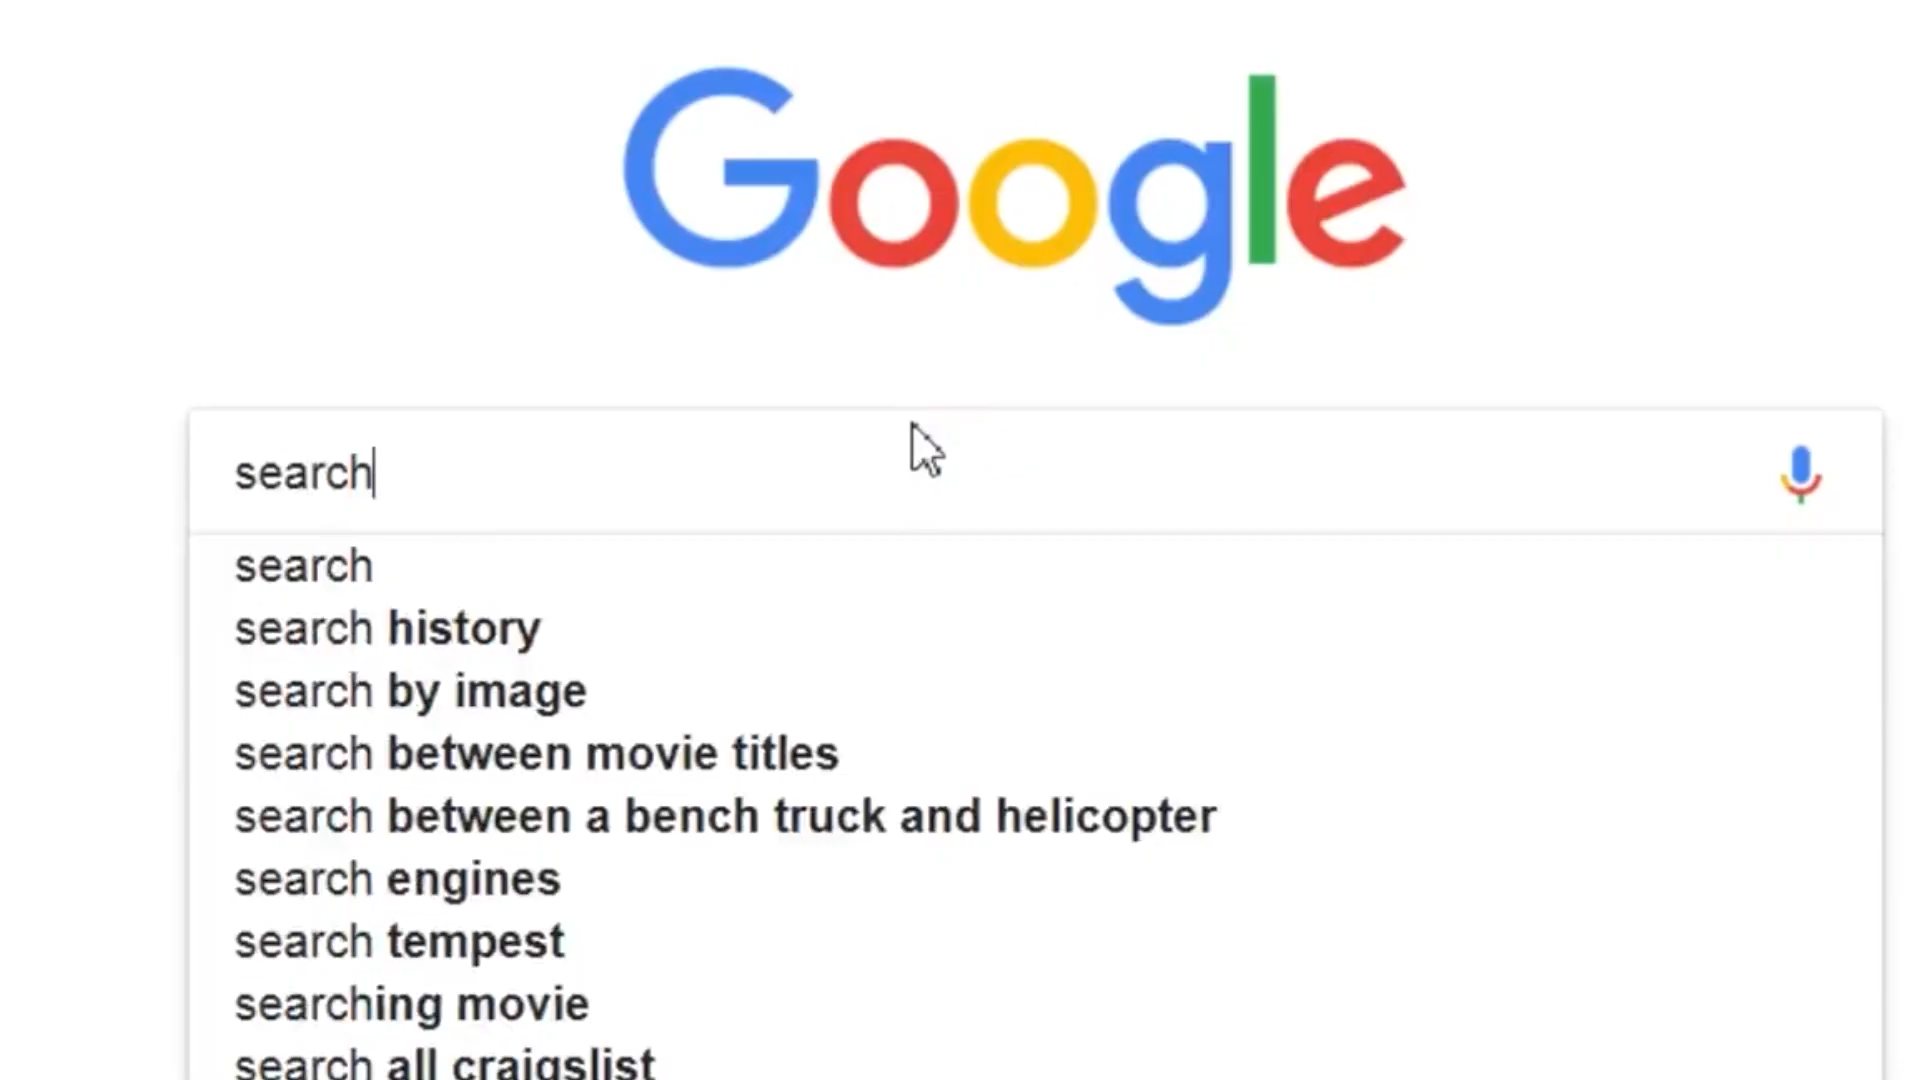 Google
search
search
search history
search by image
search between movie titles
search between a bench truck and helicopter
search engines
search tempest
searching movie
search all craigslist